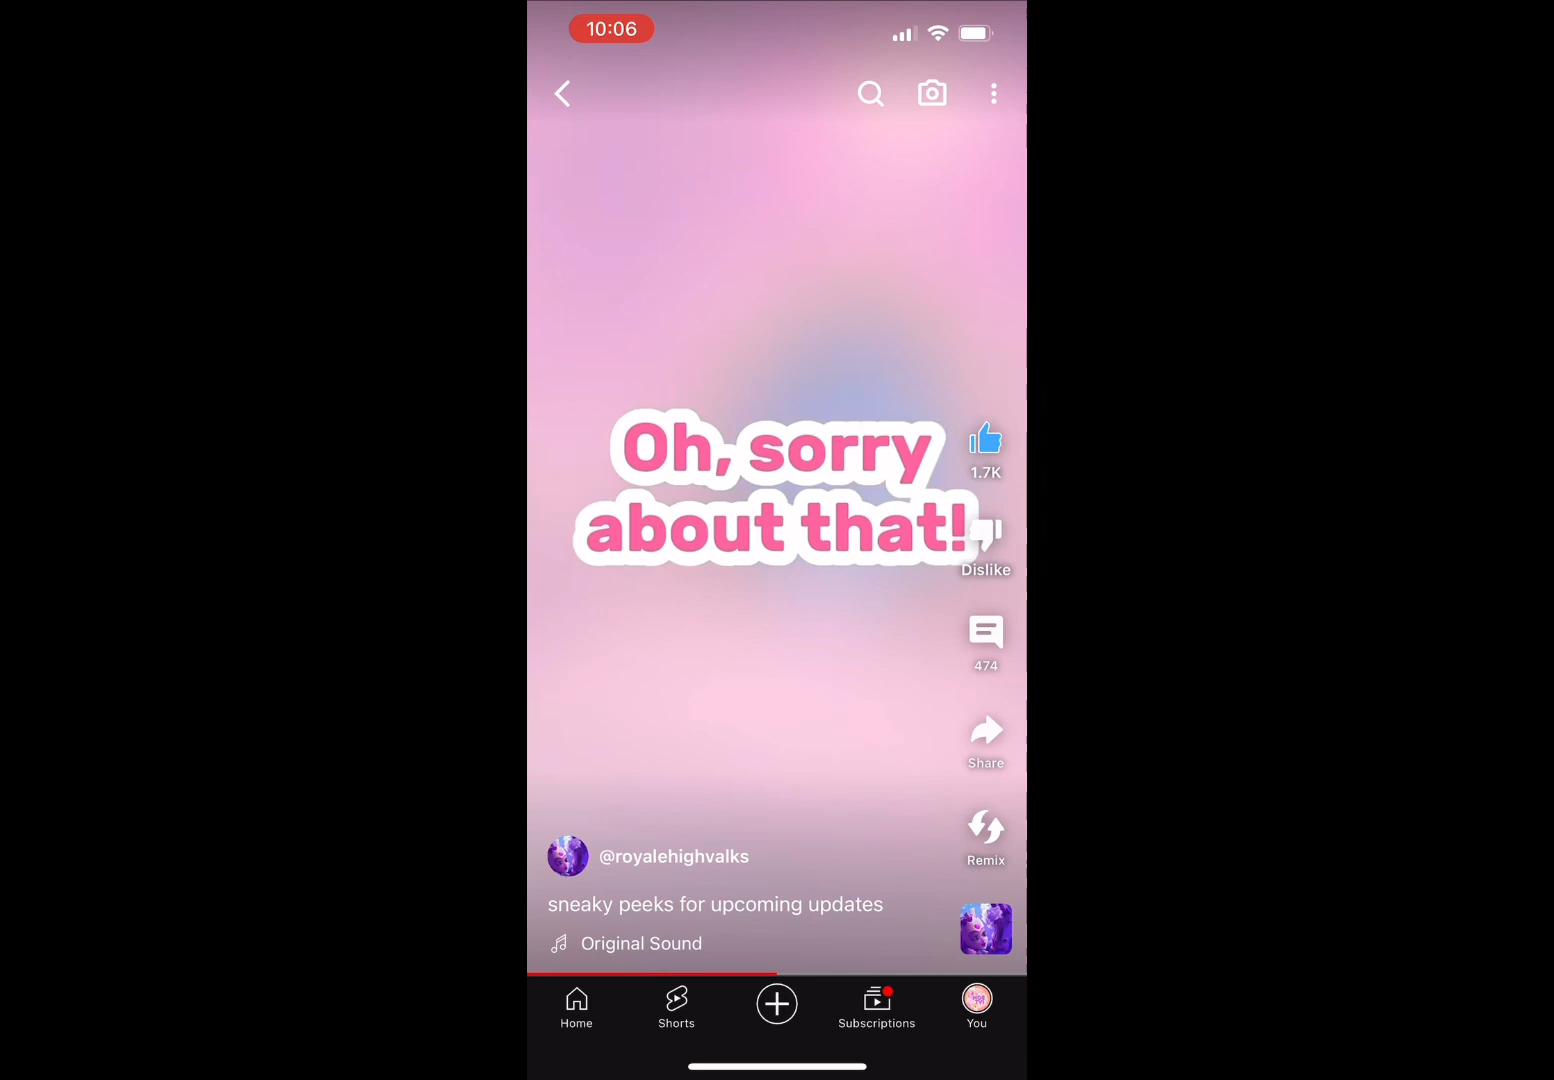 10:06
Oh, sorry
about that!
1.7K
Dislike
474
Share
Remix
@royalehighvalks
sneaky peeks for upcoming updates
Original Sound
Home
Shorts
Subscriptions
You